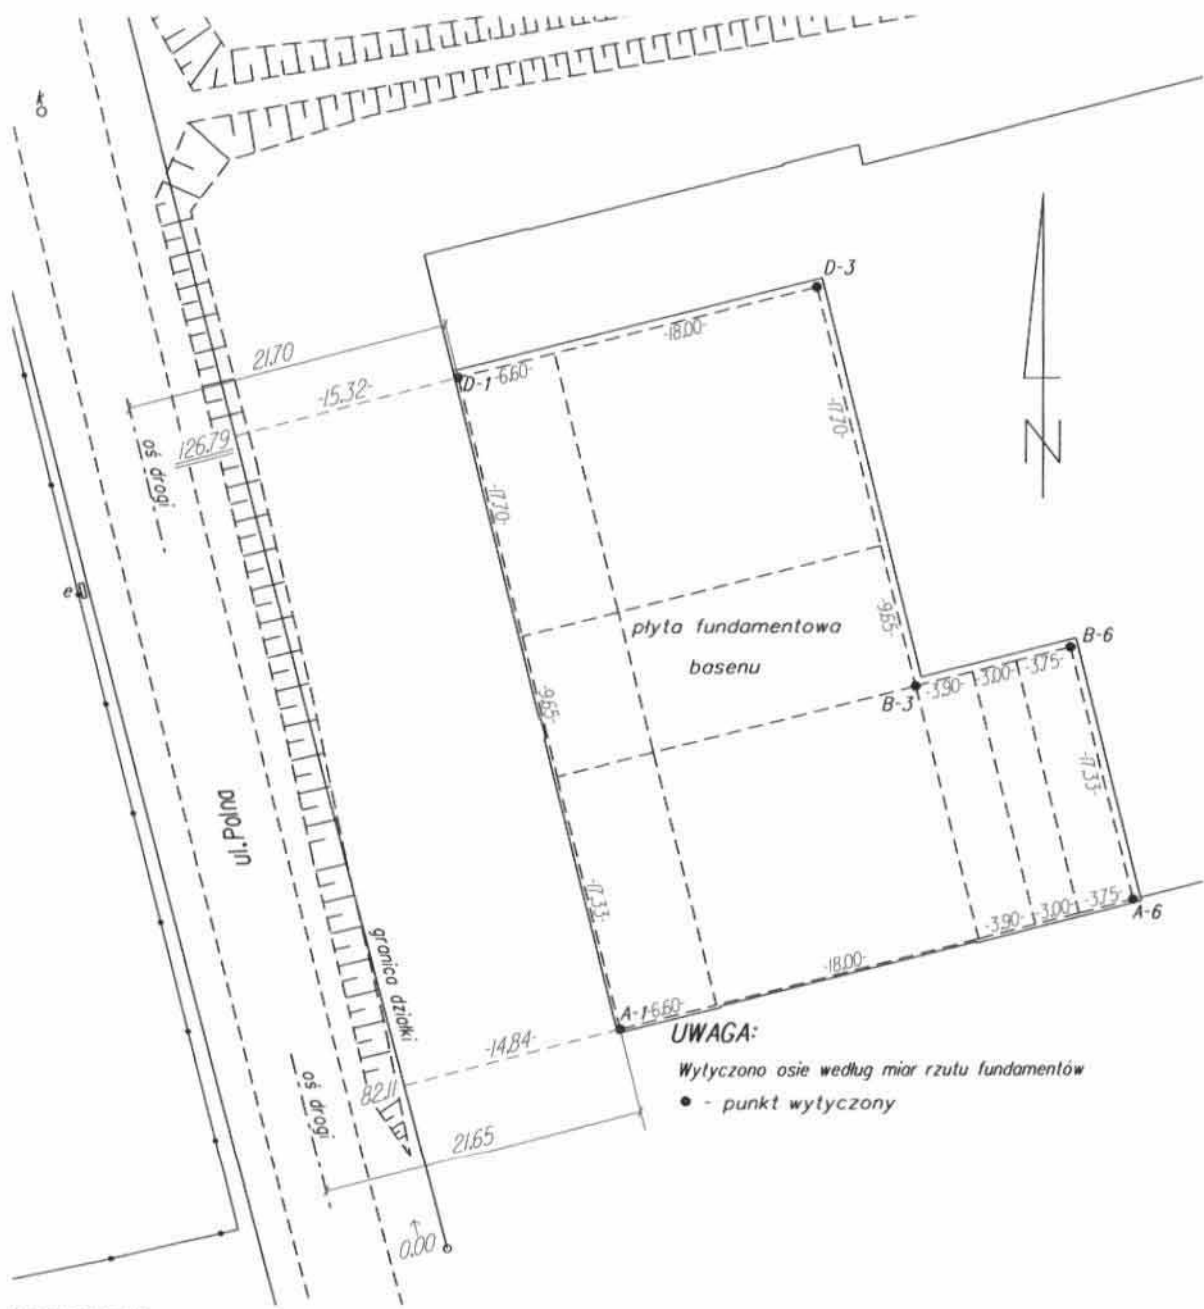 D-3
-18.00-
21.70
D-1
-6.60-
-15.32-
126.79
oś drogi
-17.70-
-17.70-
N
e
płyta fundamentowa
basenu
-9.65-
-9.65-
B-6
B-3
-3.90-
-3.00-
-3.75-
-17.33-
ul.Polna
-17.33-
granica działki
-3.90-
-3.00-
-3.75-
A-6
-18.00-
A-1
-6.60-
UWAGA:
-14.84-
Wytyczono osie według miar rzutu fundamentów
82.11
- punkt wytyczony
oś drogi
21.65
0.00